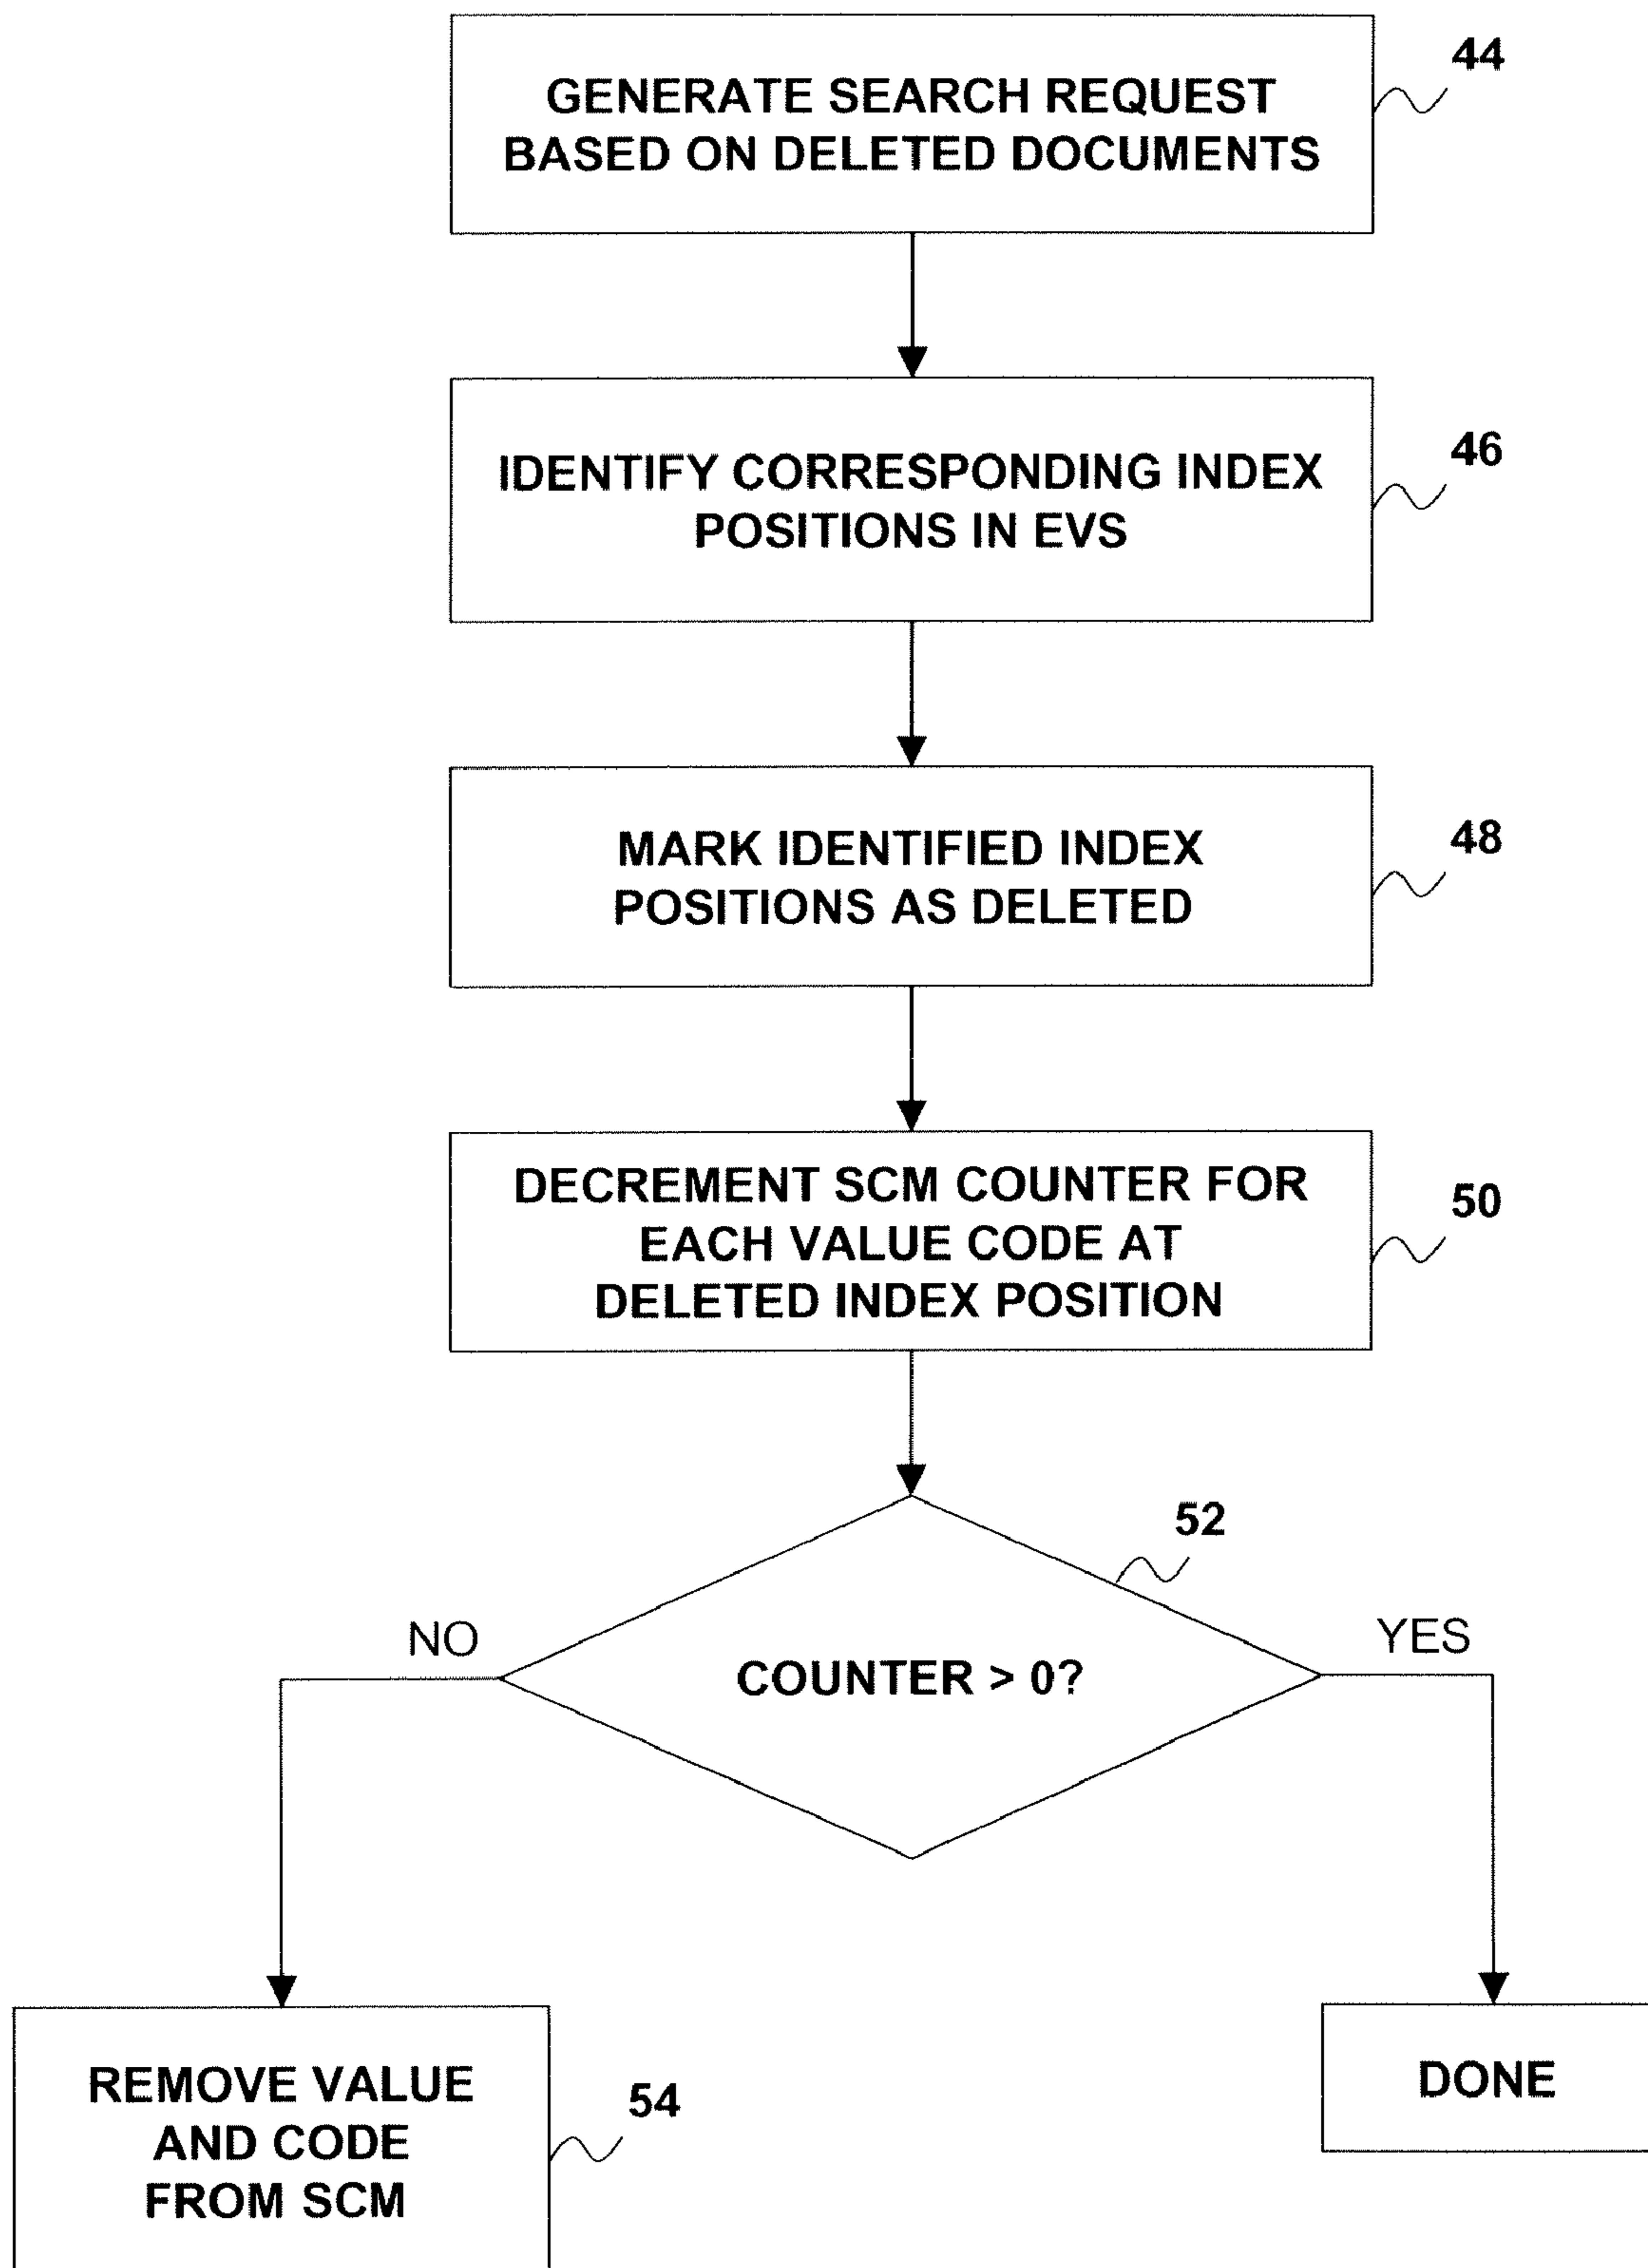 44
GENERATE SEARCH REQUEST
BASED ON DELETED DOCUMENTS
46
IDENTIFY CORRESPONDING INDEX
POSITIONS IN EVS
48
MARK IDENTIFIED INDEX
POSITIONS AS DELETED
50
DECREMENT SCM COUNTER FOR
EACH VALUE CODE AT
DELETED INDEX POSITION
52
NO
YES
COUNTER > 0?
REMOVE VALUE
AND CODE
FROM SCM
54
DONE